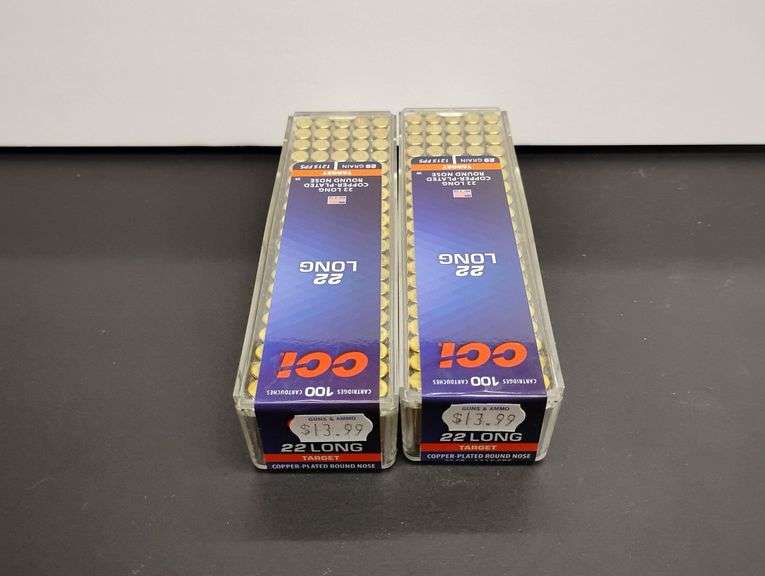 29 GRAIN 1215 FPS
TARGET
22 LONG
COPPER-PLATED
ROUND NOSE
22
LONG
CCI
100
CARTRIDGES CARTOUCHES
GUNS & AMMO
$13.99
22 LONG
TARGET
COPPER-PLATED ROUND NOSE
29 GRAIN 1215 FPS
TARGET
22 LONG
COPPER-PLATED
ROUND NOSE
22
LONG
CCI
CARTRIDGES 100 CARTOUCHES
GUNS & AMMO
$13.99
22 LONG
TARGET
COPPER-PLATED ROUND NOSE